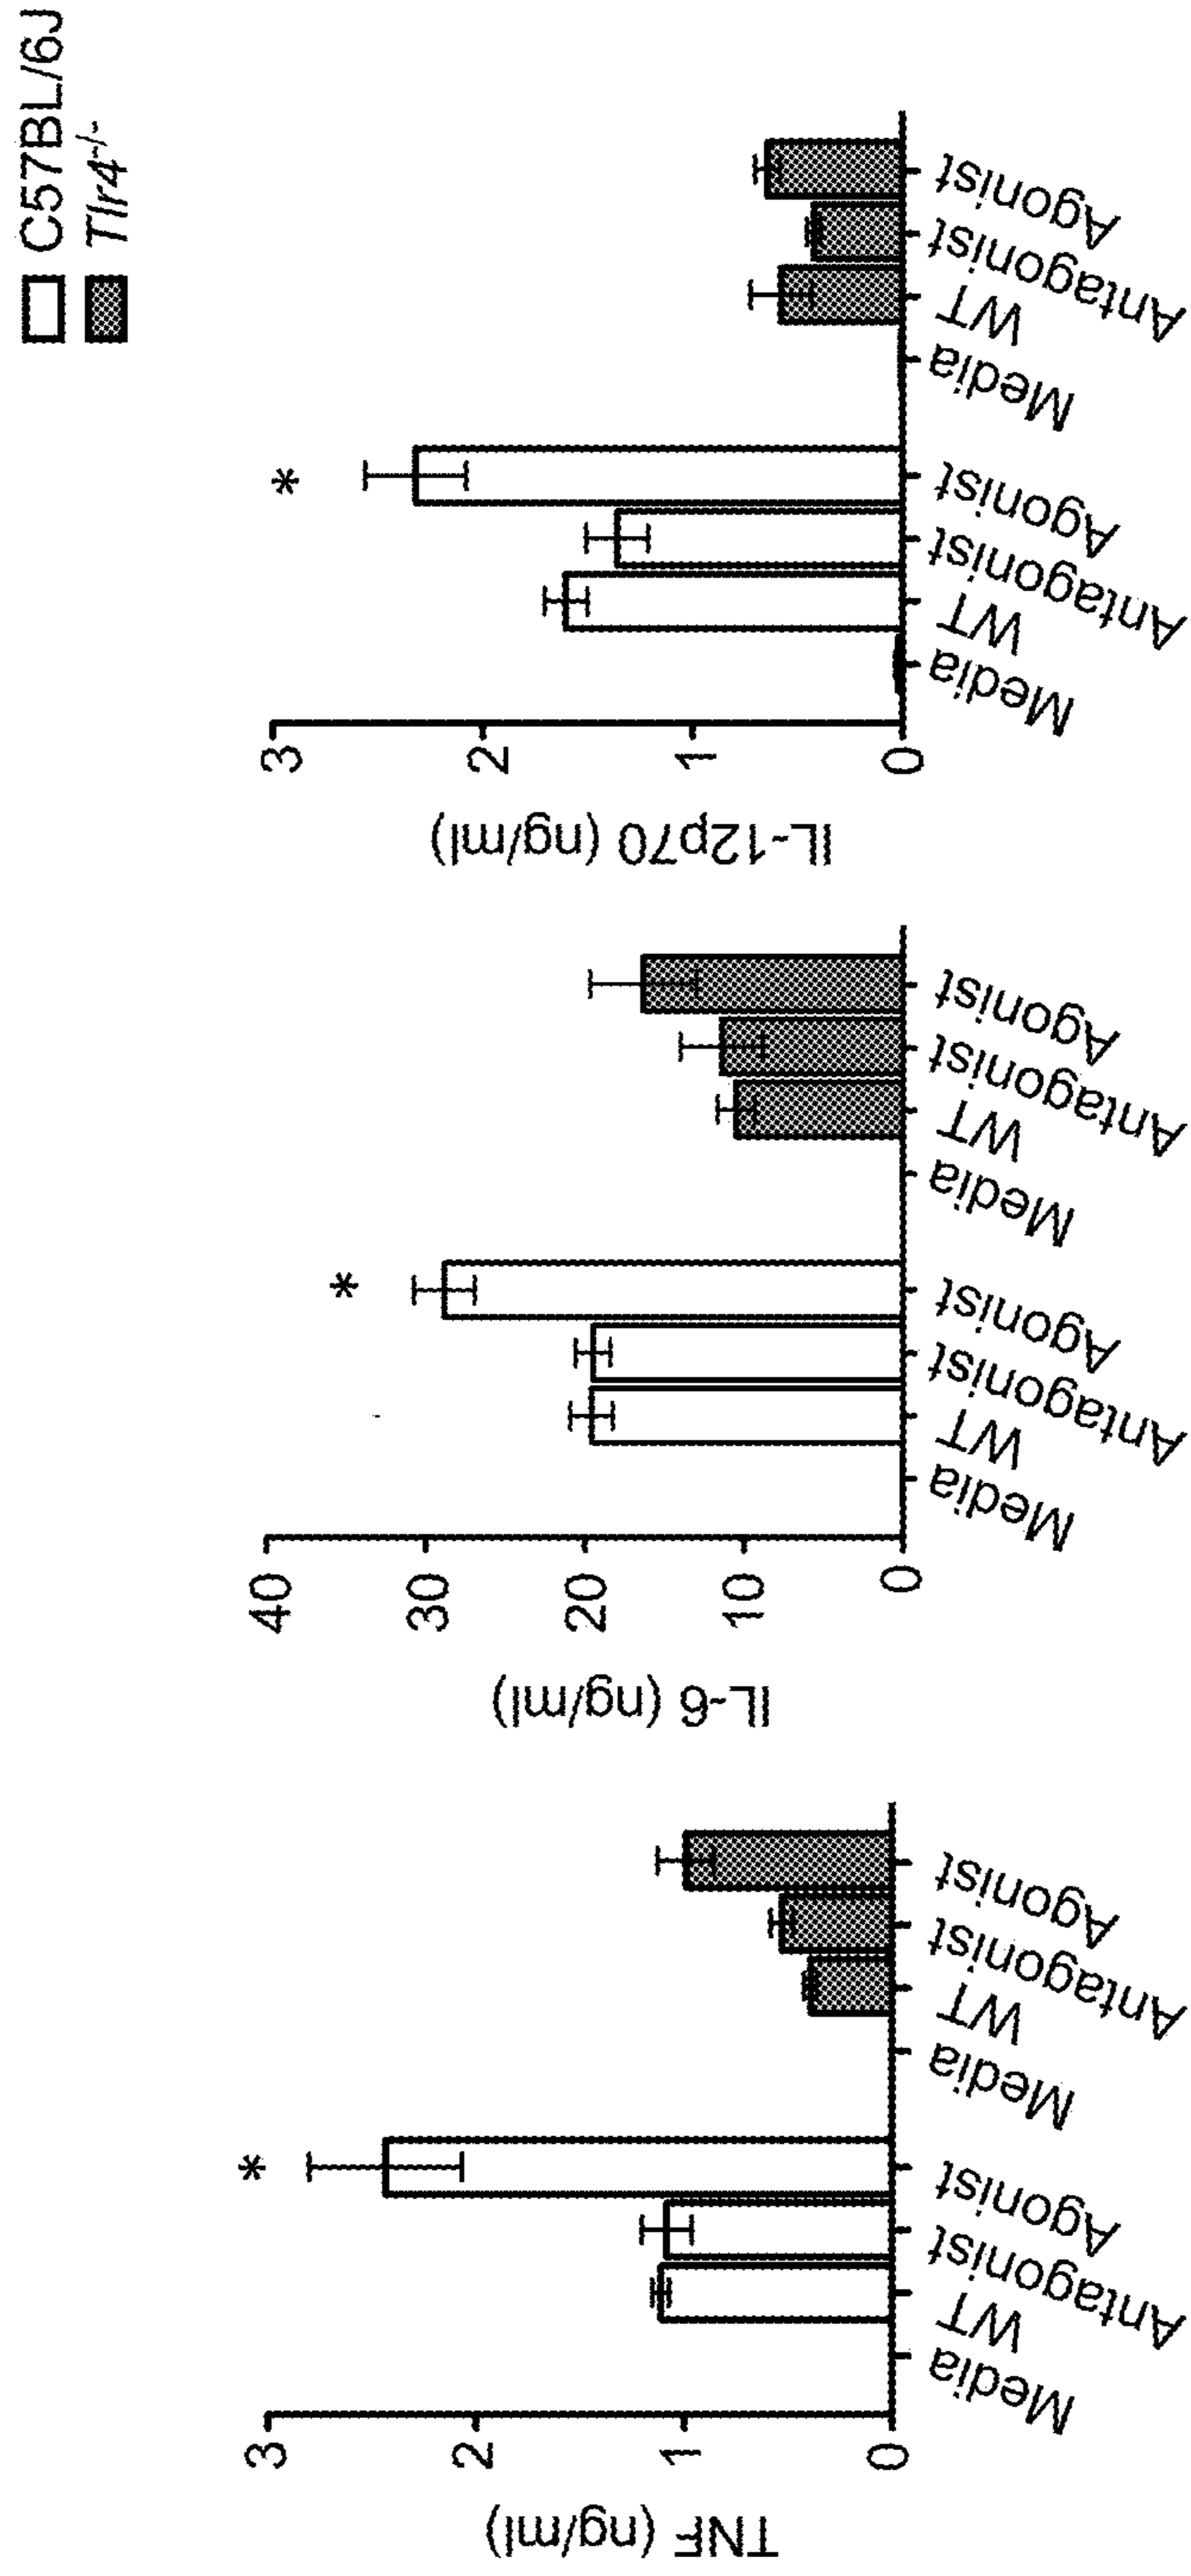 C57BL/6J
Tlr4-/-
TNF (ng/ml)
3
2
1
0
Media
WT
Antagonist
Agonist
Media
WT
Antagonist
Agonist
*
IL-6 (ng/ml)
40
30
20
10
0
Media
WT
Antagonist
Agonist
Media
WT
Antagonist
Agonist
*
IL-12p70 (ng/ml)
3
2
1
0
Media
WT
Antagonist
Agonist
Media
WT
Antagonist
Agonist
*